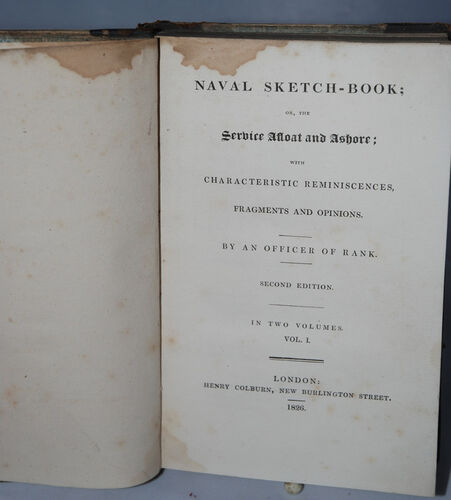 NAVAL SKETCH-BOOK;
OR, THE
Service Afloat and Ashore;
WITH
CHARACTERISTIC REMINISCENCES,
FRAGMENTS AND OPINIONS.
BY AN OFFICER OF RANK.
SECOND EDITION.
IN TWO VOLUMES.
VOL. I.
LONDON:
HENRY COLBURN, NEW BURLINGTON STREET.
1826.